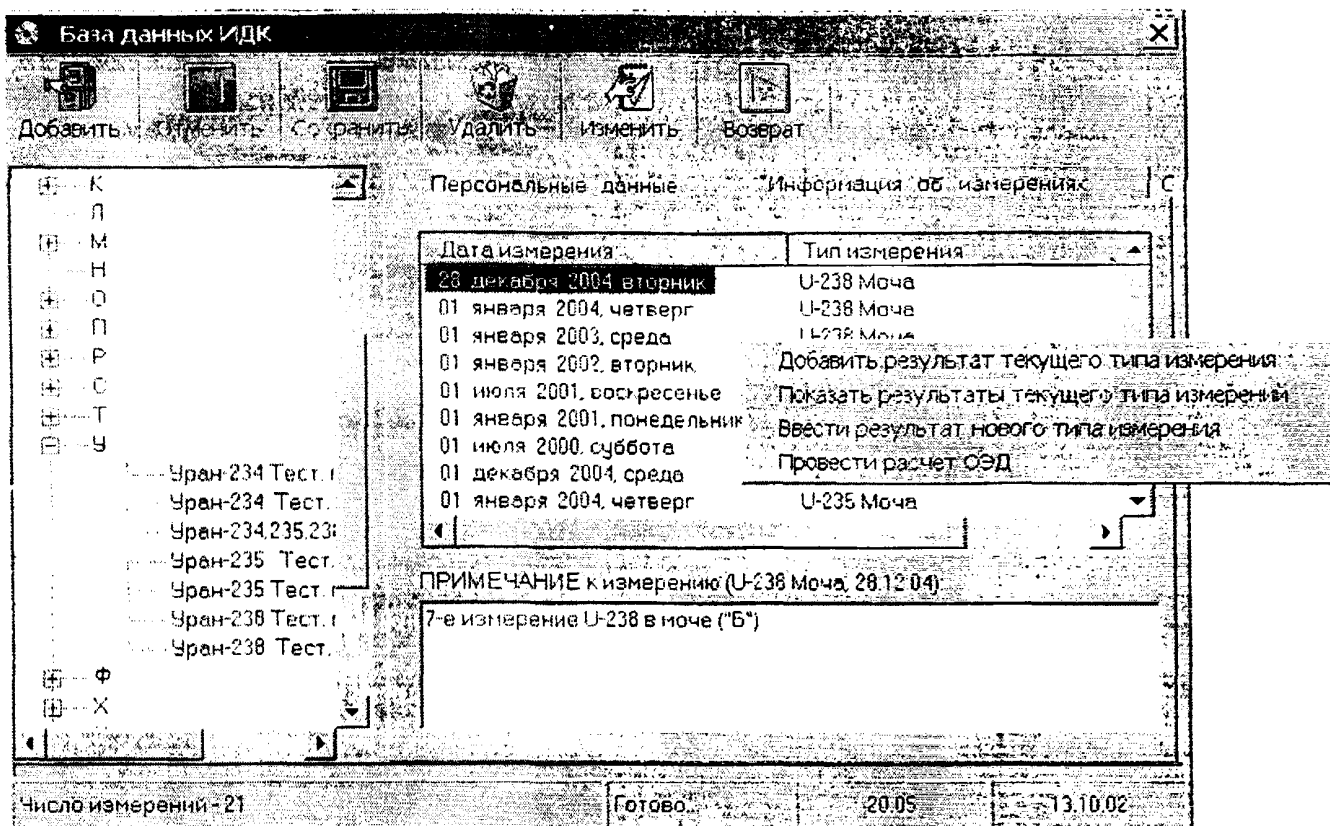 База данных ИДК
Добавить Отменить Сохранить Удалить Изменить Возврат
К
Л
М
Н
О
П
Р
С
Т
У
Уран-234 Тест. г
Уран-234 Тест.
Уран-234,235,23
Уран-235 Тест.
Уран-235 Тест. г
Уран-238 Тест. г
Уран-238 Тест.
Ф
Х
Персональные данные Информация об измерениях С
Дата измерения Тип измерения
28 декабря 2004 вторник U-238 Моча
01 января 2004, четверг U-238 Моча
01 января 2003, среда U-238 Моча
01 января 2002, вторник
01 июля 2001, воскресенье
01 января 2001, понедельник
01 июля 2000, суббота
01 декабря 2004, среда
01 января 2004, четверг U-235 Моча
Добавить результат текущего типа измерения
Показать результаты текущего типа измерений
Ввести результат нового типа измерения
Провести расчет ОЭД
ПРИМЕЧАНИЕ к измерению (U-238 Моча, 28.12.04)
7-е измерение U-238 в моче ("Б")
Число измерений - 21 Готово... 20:05 13.10.02